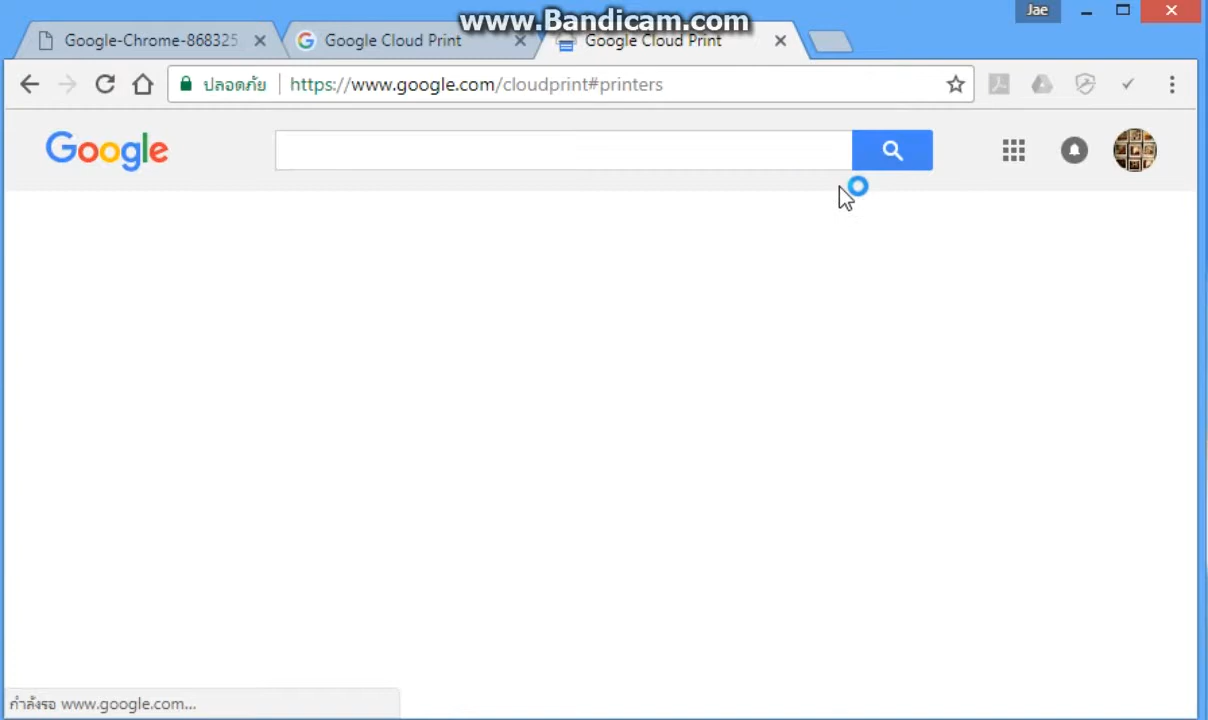 www.Bandicam.com
Jae
Google-Chrome-868325
Google Cloud Print
Google Cloud Print
ปลอดภัย
https://www.google.com/cloudprint#printers
Google
กำลังรอ www.google.com...